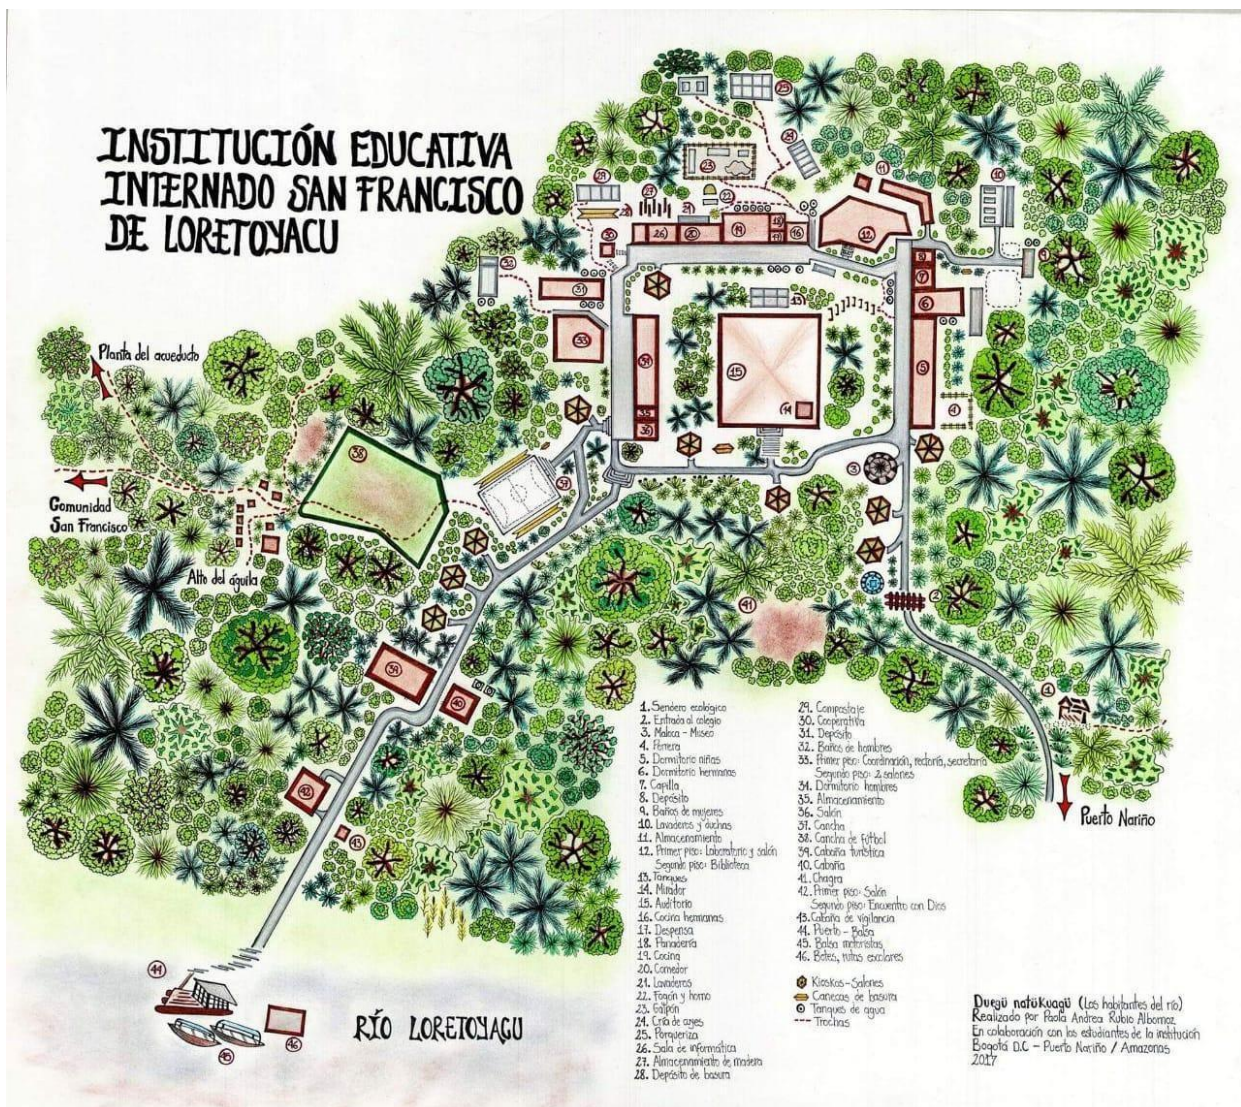 INSTITUCIÓN EDUCATIVA
INTERNADO SAN FRANCISCO
DE LORETOYACU
Planta del acueducto
Comunidad
San Francisco
Alto del águila
Puerto Nariño
RÍO LORETOYAGU
1. Sendero ecológico
2. Entrada al colegio
3. Maloca - Museo
4. Perrera
5. Dormitorio niñas
6. Dormitorio hermanas
7. Capilla
8. Depósito
9. Baños de mujeres
10. Lavaderos y duchas
11. Almacenamiento
12. Primer piso: Laboratorio y salón
Segundo piso: Biblioteca
13. Tanques
14. Mirador
15. Auditorio
16. Cocina hermanas
17. Despensa
18. Panadería
19. Cocina
20. Comedor
21. Lavaderos
22. Fogón y horno
23. Galpón
24. Cría de aves
25. Porqueriza
26. Sala de informática
27. Almacenamiento de madera
28. Depósito de basura
29. Compostaje
30. Cooperativa
31. Depósito
32. Baños de hombres
33. Primer piso: Coordinación, rectoría, secretaría
Segundo piso: 2 salones
34. Dormitorio hombres
35. Almacenamiento
36. Salón
37. Cancha
38. Cancha de fútbol
39. Cabaña turística
40. Cabaña
41. Chagra
42. Primer piso: Salón
Segundo piso: Encuentro con Dios
43. Cabaña de vigilancia
44. Puerto - Balsa
45. Balsa motoristas
46. Botes, rutas escolares
Kioskos - Salones
Canecas de basura
Tanques de agua
Trochas
Duegü natükuagü (Los habitantes del río)
Realizado por Paola Andrea Rubio Albornoz
En colaboración con los estudiantes de la institución
Bogotá D.C - Puerto Nariño / Amazonas
2017